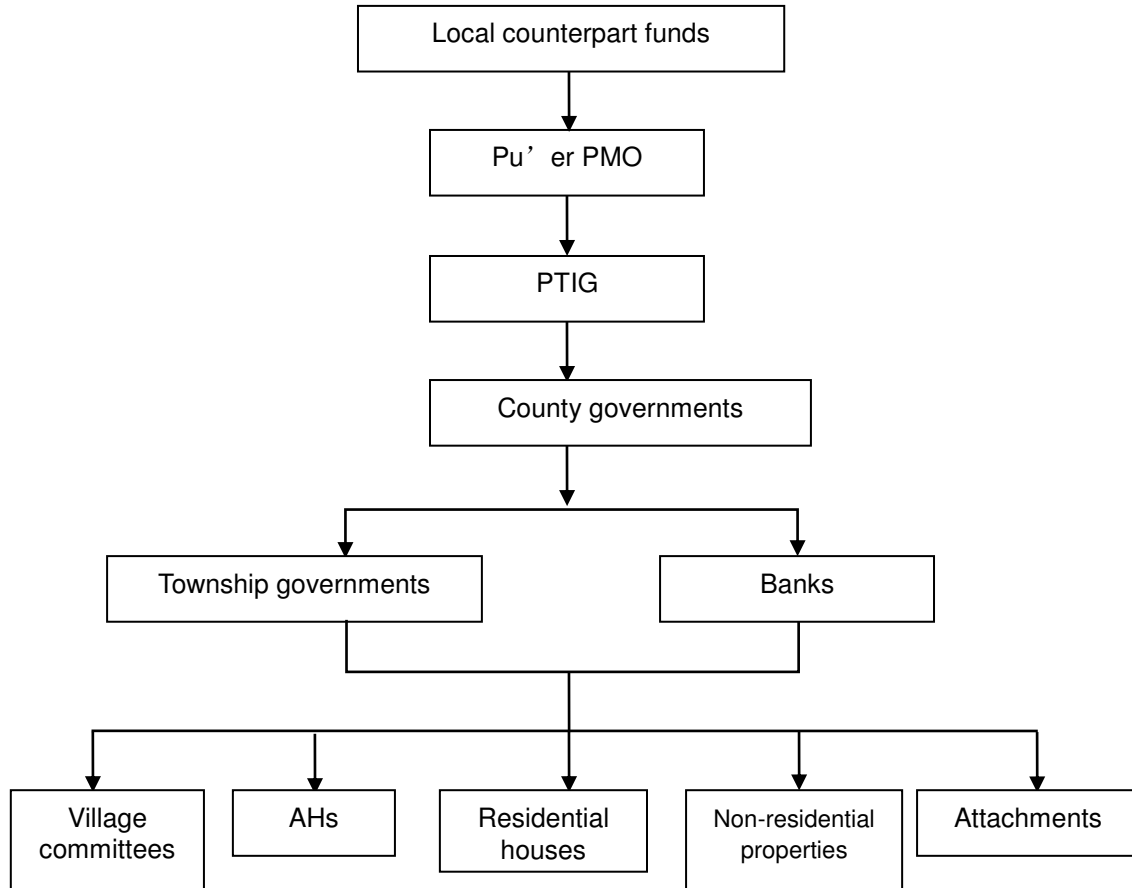 Local counterpart funds
Pu’er PMO
PTIG
County governments
Township governments
Banks
Village
committees
AHs
Residential
houses
Non-residential
properties
Attachments